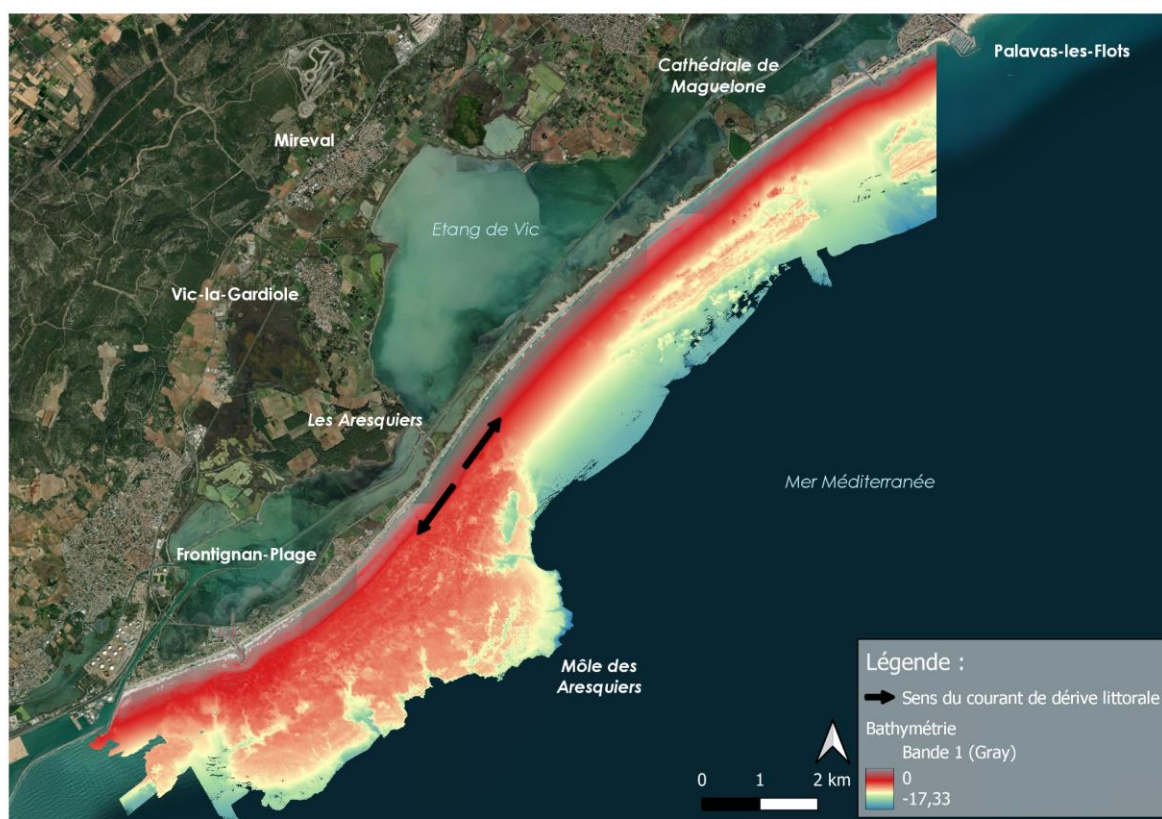 Palavas-les-Flots
Cathédrale de
Maguelone
Mireval
Etang de Vic
Vic-la-Gardiole
Les Aresquiers
Mer Méditerranée
Frontignan-Plage
Môle des
Aresquiers
Légende :
Sens du courant de dérive littorale
Bathymétrie
Bande 1 (Gray)
0
-17,33
0 1 2 km